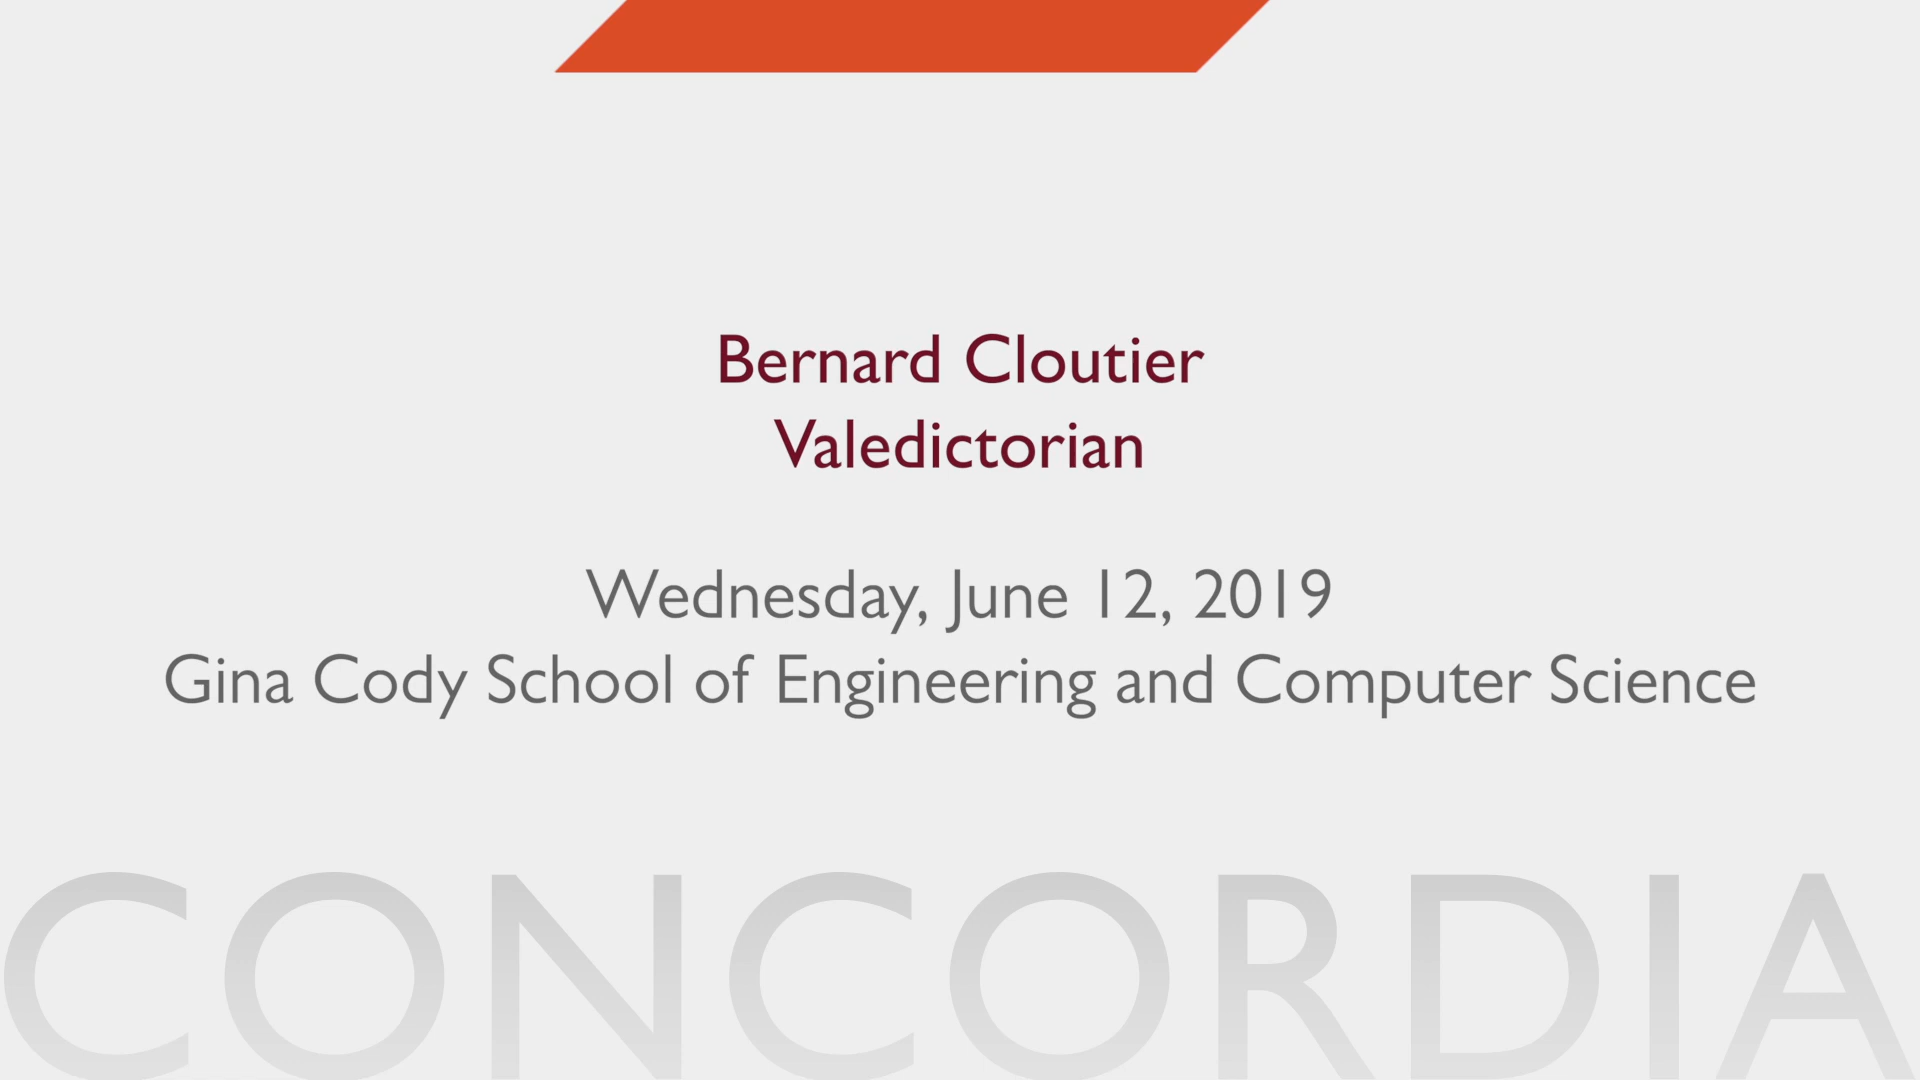 Bernard Cloutier
Valedictorian
Wednesday, June 12, 2019
Gina Cody School of Engineering and Computer Science
CONCORDIA